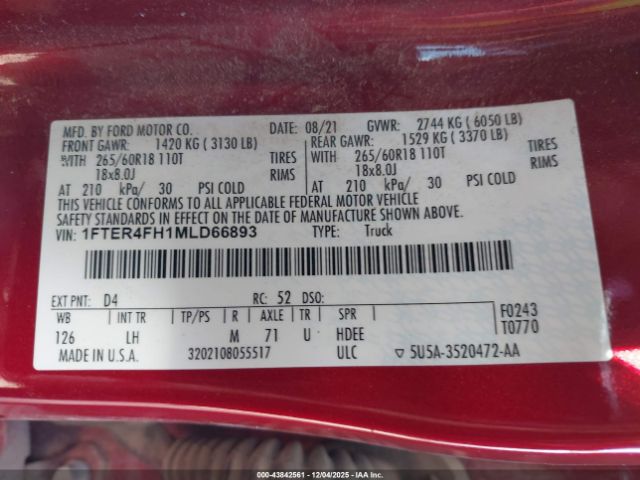 MFD. BY FORD MOTOR CO. DATE: 08/21 GVWR: 2744 KG ( 6050 LB)
FRONT GAWR: 1420 KG ( 3130 LB) REAR GAWR: 1529 KG ( 3370 LB)
WITH 265/60R18 110T TIRES WITH 265/60R18 110T TIRES
18x8.0J RIMS 18x8.0J RIMS
AT 210 kPa/ 30 PSI COLD AT 210 kPa/ 30 PSI COLD
THIS VEHICLE CONFORMS TO ALL APPLICABLE FEDERAL MOTOR VEHICLE
SAFETY STANDARDS IN EFFECT ON THE DATE OF MANUFACTURE SHOWN ABOVE.
VIN: 1FTER4FH1MLD66893 TYPE: Truck
EXT PNT: D4 RC: 52 DSO:
WB INT TR TP/PS R AXLE TR SPR F0243
126 LH M 71 U HDEE T0770
MADE IN U.S.A. 3202108055517 ULC ▽ 5U5A-3520472-AA
000-43842561 - 12/04/2025 - IAA Inc.